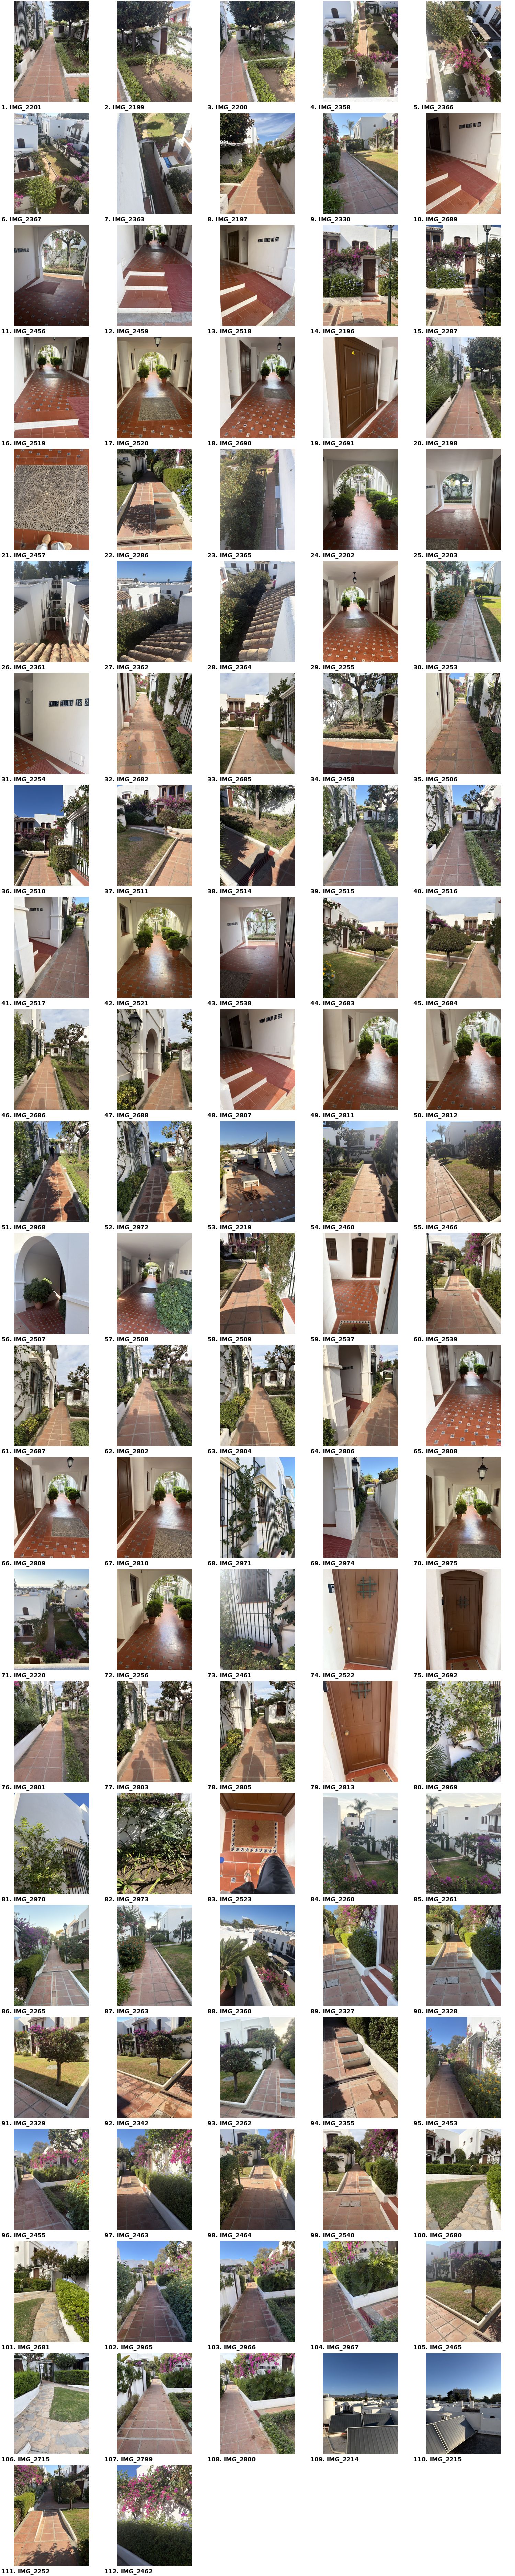 1. IMG_2201 2. IMG_2199 3. IMG_2200 4. IMG_2358 5. IMG_2366
6. IMG_2367 7. IMG_2363 8. IMG_2197 9. IMG_2330 10. IMG_2689
11. IMG_2456 12. IMG_2459 13. IMG_2518 14. IMG_2196 15. IMG_2287
16. IMG_2519 17. IMG_2520 18. IMG_2690 19. IMG_2691 20. IMG_2198
21. IMG_2457 22. IMG_2286 23. IMG_2365 24. IMG_2202 25. IMG_2203
26. IMG_2361 27. IMG_2362 28. IMG_2364 29. IMG_2255 30. IMG_2253
31. IMG_2254 32. IMG_2682 33. IMG_2685 34. IMG_2458 35. IMG_2506
36. IMG_2510 37. IMG_2511 38. IMG_2514 39. IMG_2515 40. IMG_2516
41. IMG_2517 42. IMG_2521 43. IMG_2538 44. IMG_2683 45. IMG_2684
46. IMG_2686 47. IMG_2688 48. IMG_2807 49. IMG_2811 50. IMG_2812
51. IMG_2968 52. IMG_2972 53. IMG_2219 54. IMG_2460 55. IMG_2466
56. IMG_2507 57. IMG_2508 58. IMG_2509 59. IMG_2537 60. IMG_2539
61. IMG_2687 62. IMG_2802 63. IMG_2804 64. IMG_2806 65. IMG_2808
66. IMG_2809 67. IMG_2810 68. IMG_2971 69. IMG_2974 70. IMG_2975
71. IMG_2220 72. IMG_2256 73. IMG_2461 74. IMG_2522 75. IMG_2692
76. IMG_2801 77. IMG_2803 78. IMG_2805 79. IMG_2813 80. IMG_2969
81. IMG_2970 82. IMG_2973 83. IMG_2523 84. IMG_2260 85. IMG_2261
86. IMG_2265 87. IMG_2263 88. IMG_2360 89. IMG_2327 90. IMG_2328
91. IMG_2329 92. IMG_2342 93. IMG_2262 94. IMG_2355 95. IMG_2453
96. IMG_2455 97. IMG_2463 98. IMG_2464 99. IMG_2540 100. IMG_2680
101. IMG_2681 102. IMG_2965 103. IMG_2966 104. IMG_2967 105. IMG_2465
106. IMG_2715 107. IMG_2799 108. IMG_2800 109. IMG_2214 110. IMG_2215
111. IMG_2252 112. IMG_2462